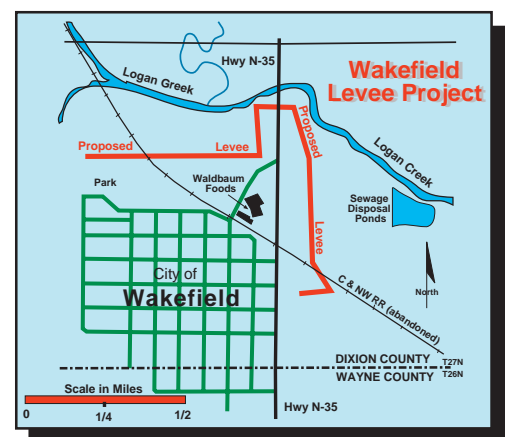 Hwy N-35
Wakefield
Levee Project
Logan Creek
Proposed
Levee
Proposed
Logan Creek
Park
Waldbaum
Foods
Sewage
Disposal
Ponds
Levee
City of
Wakefield
North
C & NW RR (abandoned)
DIXION COUNTY
T27N
WAYNE COUNTY
T26N
Scale in Miles
0
1/4
1/2
Hwy N-35